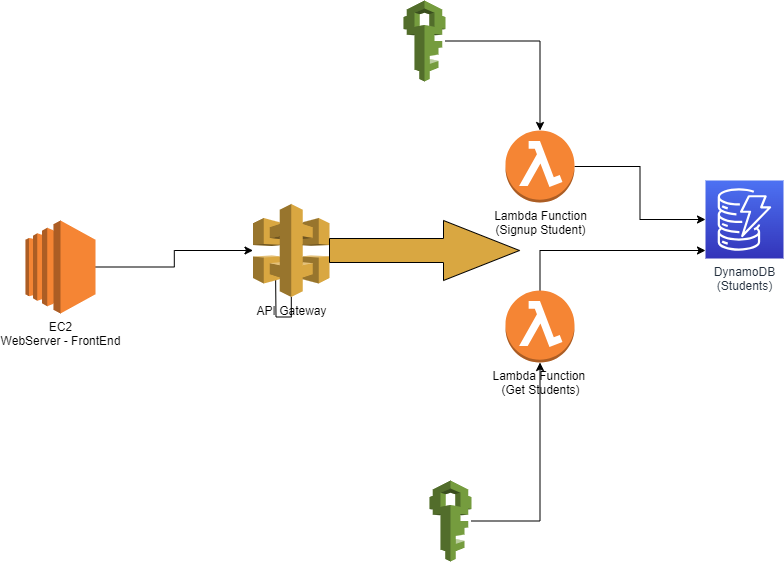 Lambda Function
(Signup Student)
DynamoDB
(Students)
API Gateway
EC2
WebServer - FrontEnd
Lambda Function
(Get Students)